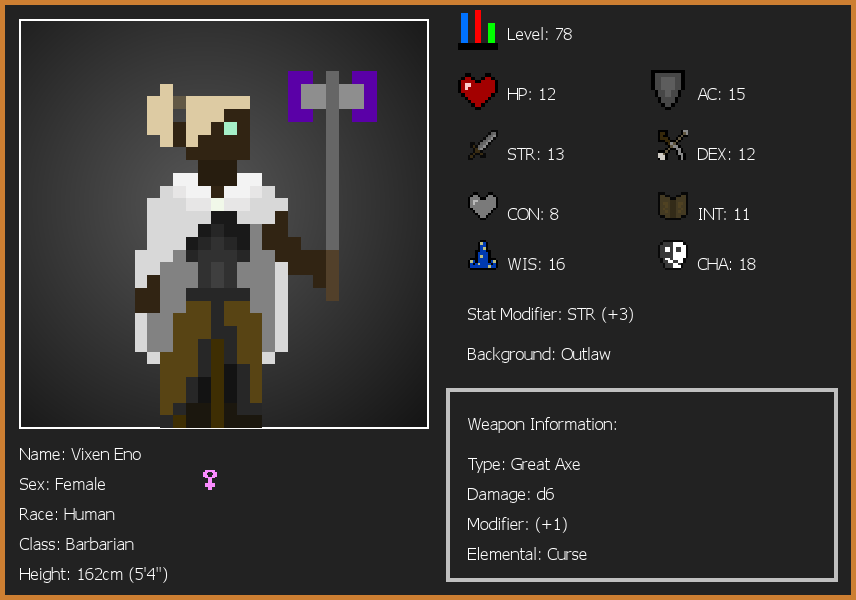 Level: 78
HP: 12
AC: 15
STR: 13
DEX: 12
CON: 8
INT: 11
WIS: 16
CHA: 18
Stat Modifier: STR (+3)
Background: Outlaw
Weapon Information:
Type: Great Axe
Damage: d6
Modifier: (+1)
Elemental: Curse
Name: Vixen Eno
Sex: Female
Race: Human
Class: Barbarian
Height: 162cm (5'4")